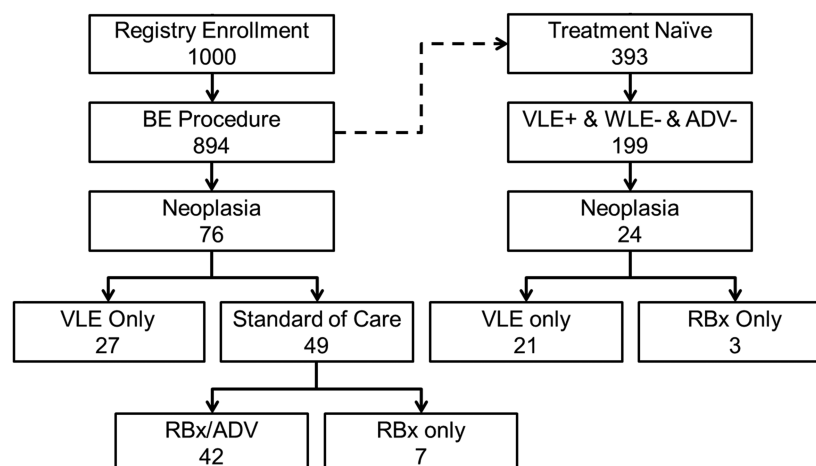 Registry Enrollment
1000
Treatment Naïve
393
BE Procedure
894
VLE+ & WLE- & ADV-
199
Neoplasia
76
Neoplasia
24
VLE Only
27
Standard of Care
49
VLE only
21
RBx Only
3
RBx/ADV
42
RBx only
7